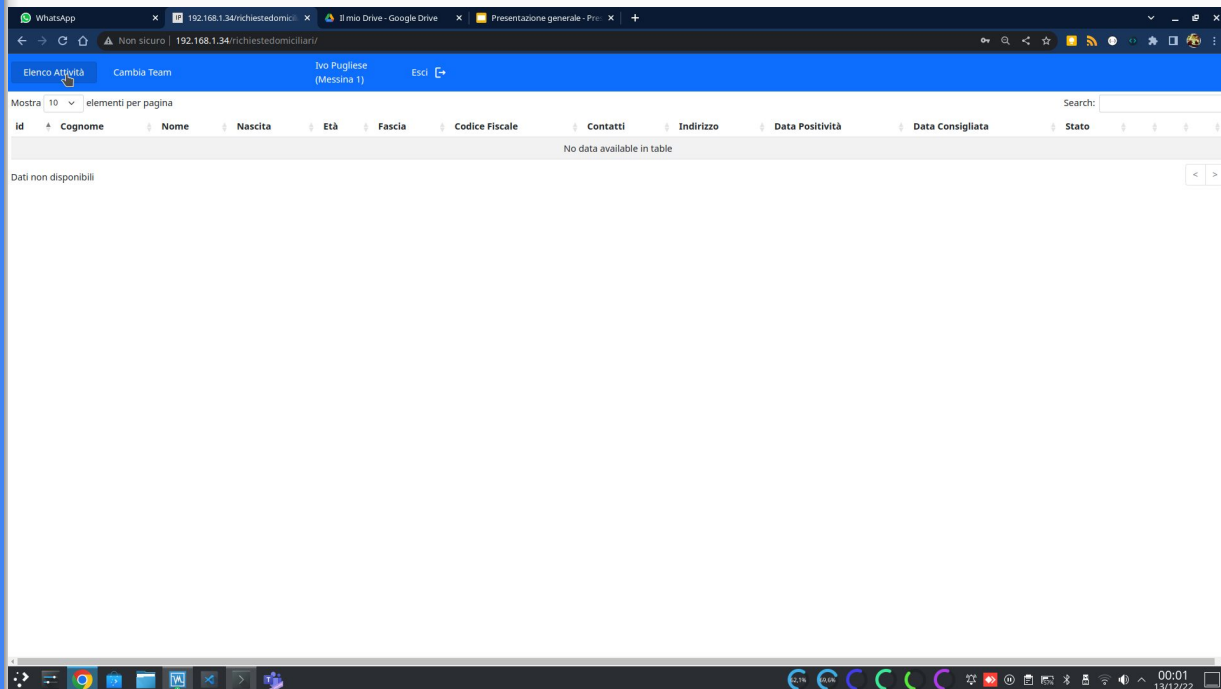 WhatsApp
192.168.1.34/richiestedomicili
Il mio Drive - Google Drive
Presentazione generale - Pre
Non sicuro | 192.168.1.34/richiestedomiciliari/
Elenco Attività
Cambia Team
Ivo Pugliese
(Messina 1)
Esci
Mostra 10 elementi per pagina
Search:
id Cognome Nome Nascita Età Fascia Codice Fiscale Contatti Indirizzo Data Positività Data Consigliata Stato
No data available in table
Dati non disponibili
< >
00:01
13/12/22